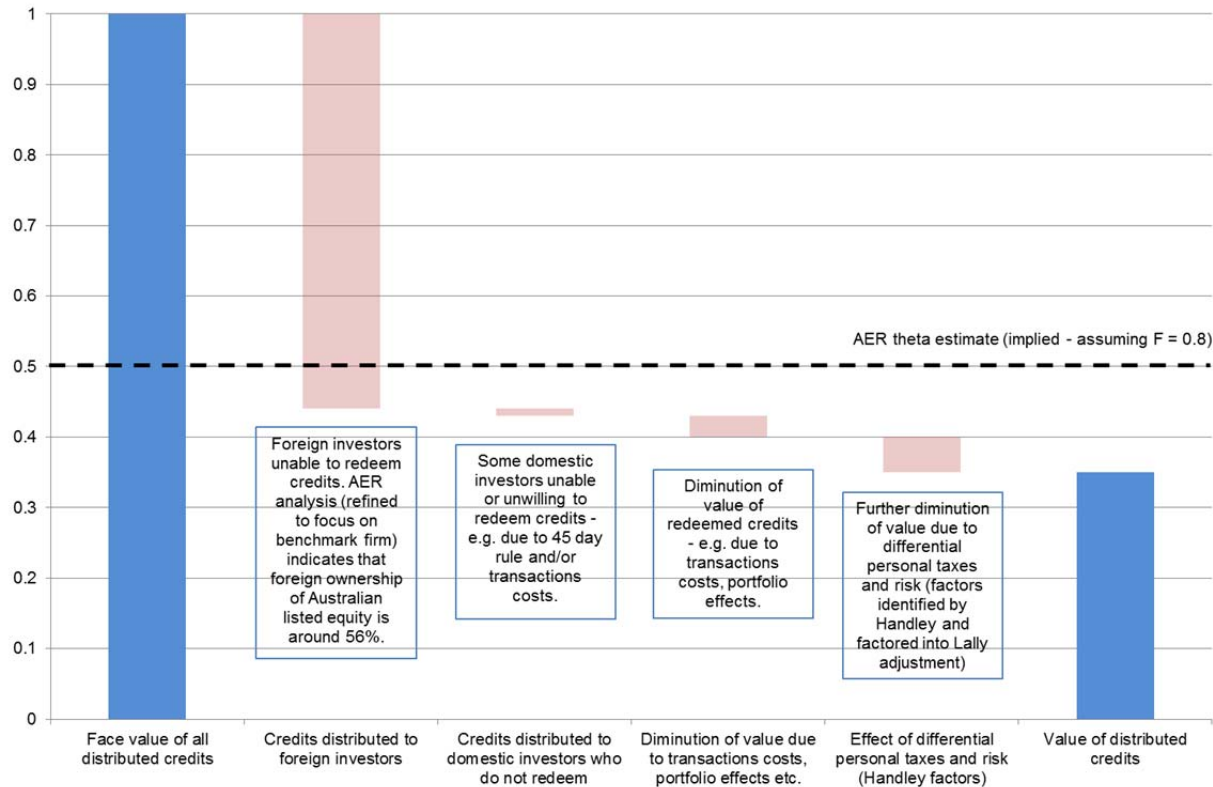 1
0.9
0.8
0.7
0.6
0.5
0.4
0.3
0.2
0.1
0
AER theta estimate (implied - assuming F = 0.8)
Foreign investors
unable to redeem
credits. AER
analysis (refined
to focus on
benchmark firm)
indicates that
foreign ownership
of Australian
listed equity is
around 56%.
Some domestic
investors unable
or unwilling to
redeem credits -
e.g. due to 45 day
rule and/or
transactions
costs.
Diminution of
value of
redeemed credits
- e.g. due to
transactions
costs, portfolio
effects.
Further diminution
of value due to
differential
personal taxes
and risk (factors
identified by
Handley and
factored into Lally
adjustment)
Face value of all
distributed credits
Credits distributed to
foreign investors
Credits distributed to
domestic investors who
do not redeem
Diminution of value due
to transactions costs,
portfolio effects etc.
Effect of differential
personal taxes and risk
(Handley factors)
Value of distributed
credits